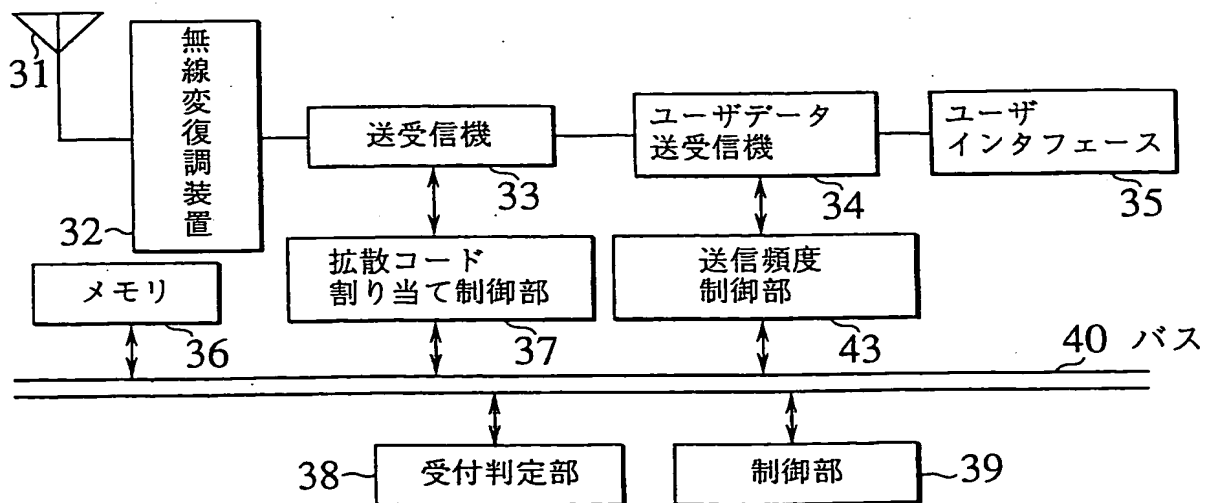 31
無線変復調装置
32
送受信機
33
ユーザデータ
送受信機
34
ユーザ
インタフェース
35
メモリ
36
拡散コード
割り当て制御部
37
送信頻度
制御部
43
40 バス
38
受付判定部
制御部
39